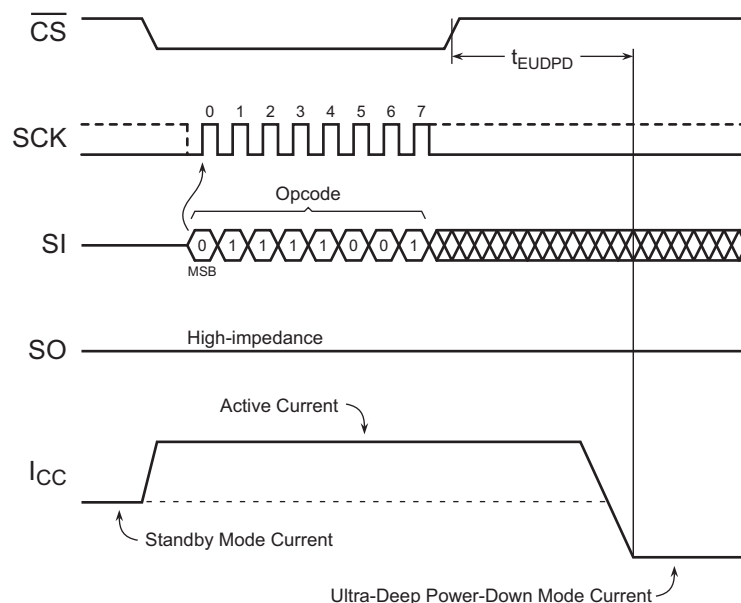 CS
tEUDPD
0 1 2 3 4 5 6 7
SCK
Opcode
SI
0 1 1 1 1 0 0 1
MSB
High-impedance
SO
Active Current
ICC
Standby Mode Current
Ultra-Deep Power-Down Mode Current